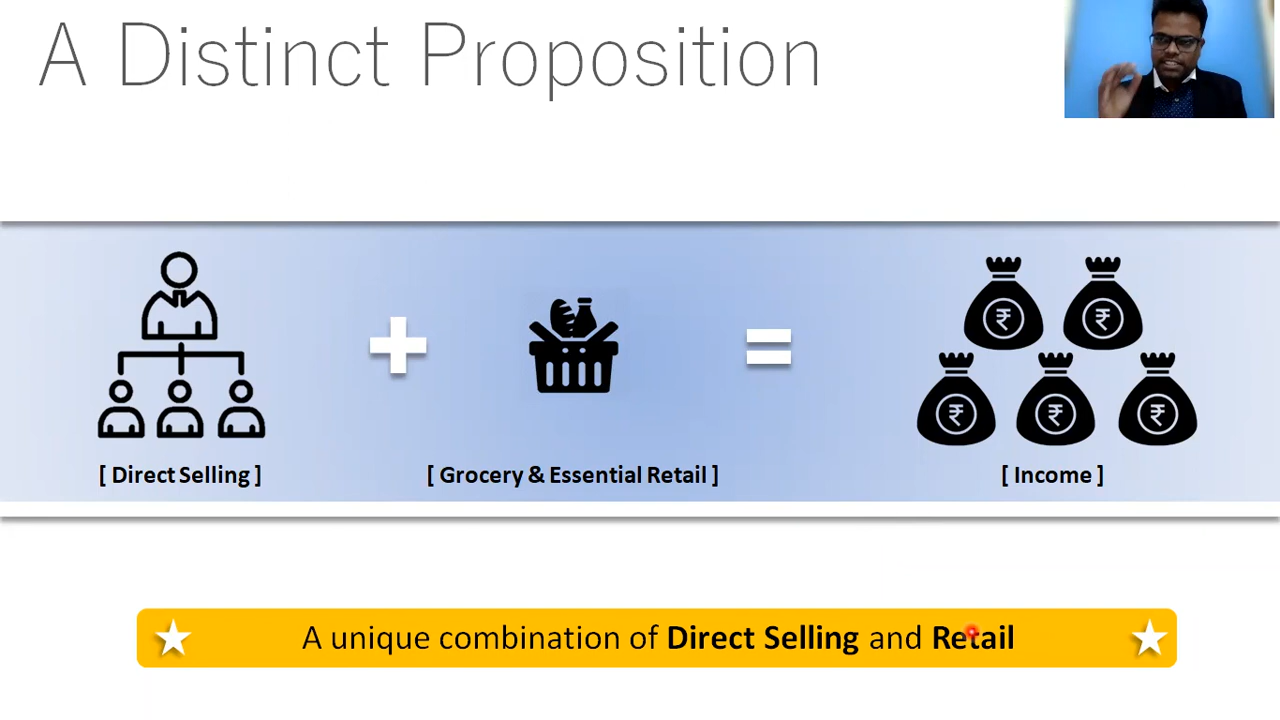 A Distinct Proposition
₹ ₹
₹ ₹ ₹
[ Direct Selling ]
[ Grocery & Essential Retail ]
[ Income ]
A unique combination of Direct Selling and Retail